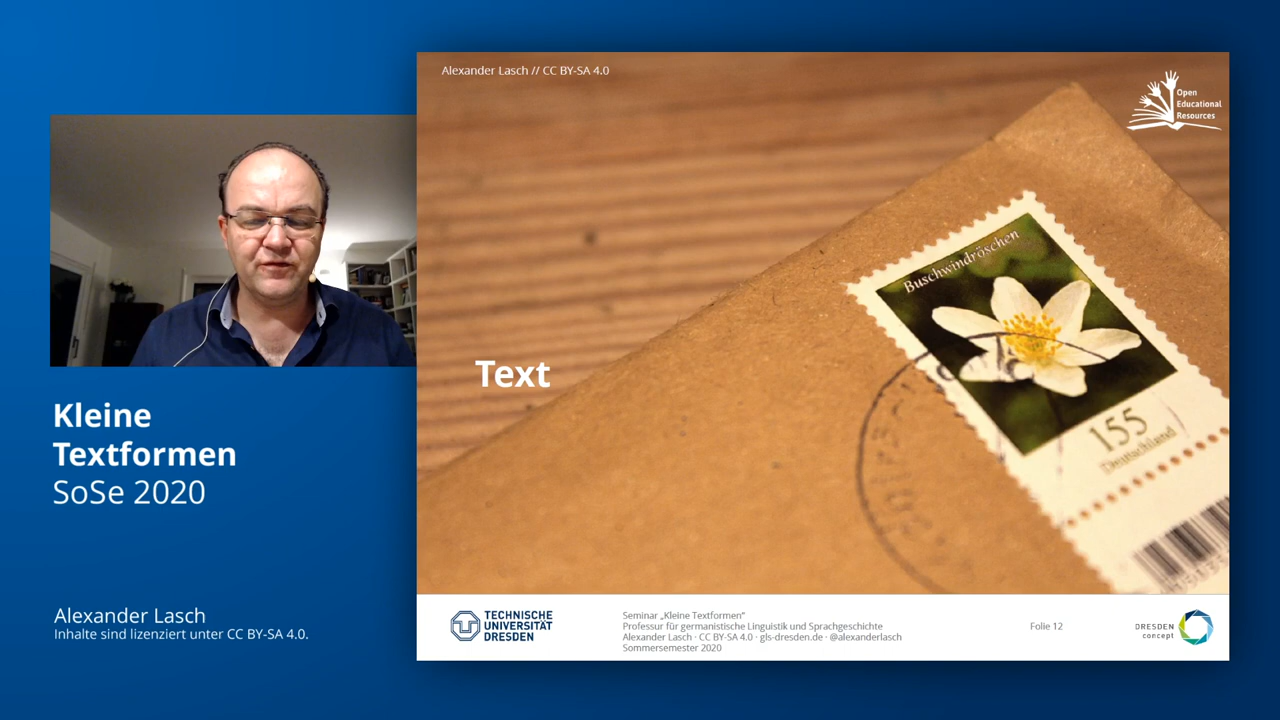 Alexander Lasch // CC BY-SA 4.0
Open
Educational
Resources
Buschwindröschen
155
Deutschland
Text
Kleine
Textformen
SoSe 2020
Alexander Lasch
Inhalte sind lizenziert unter CC BY-SA 4.0.
TECHNISCHE
UNIVERSITÄT
DRESDEN
Seminar „Kleine Textformen“
Professur für germanistische Linguistik und Sprachgeschichte
Alexander Lasch · CC BY-SA 4.0 · gls-dresden.de · @alexanderlasch
Sommersemester 2020
Folie 12
DRESDEN
concept